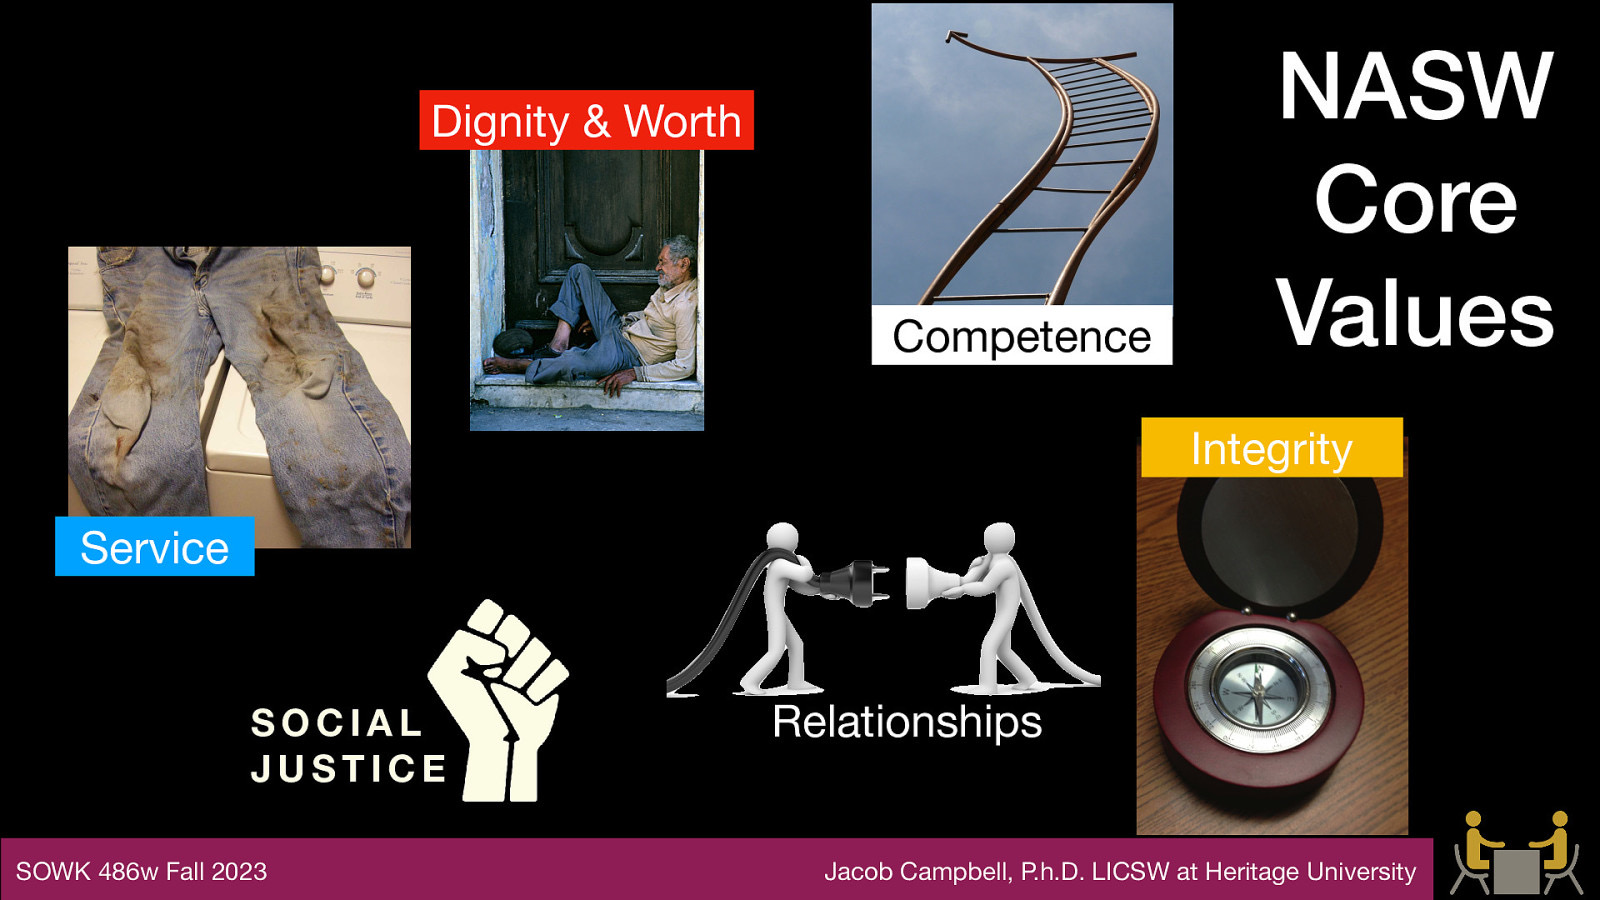 NASW
Core
Values
Dignity & Worth
Competence
Service
Integrity
SOCIAL
JUSTICE
Relationships
SOWK 486w Fall 2023
Jacob Campbell, P.h.D. LICSW at Heritage University